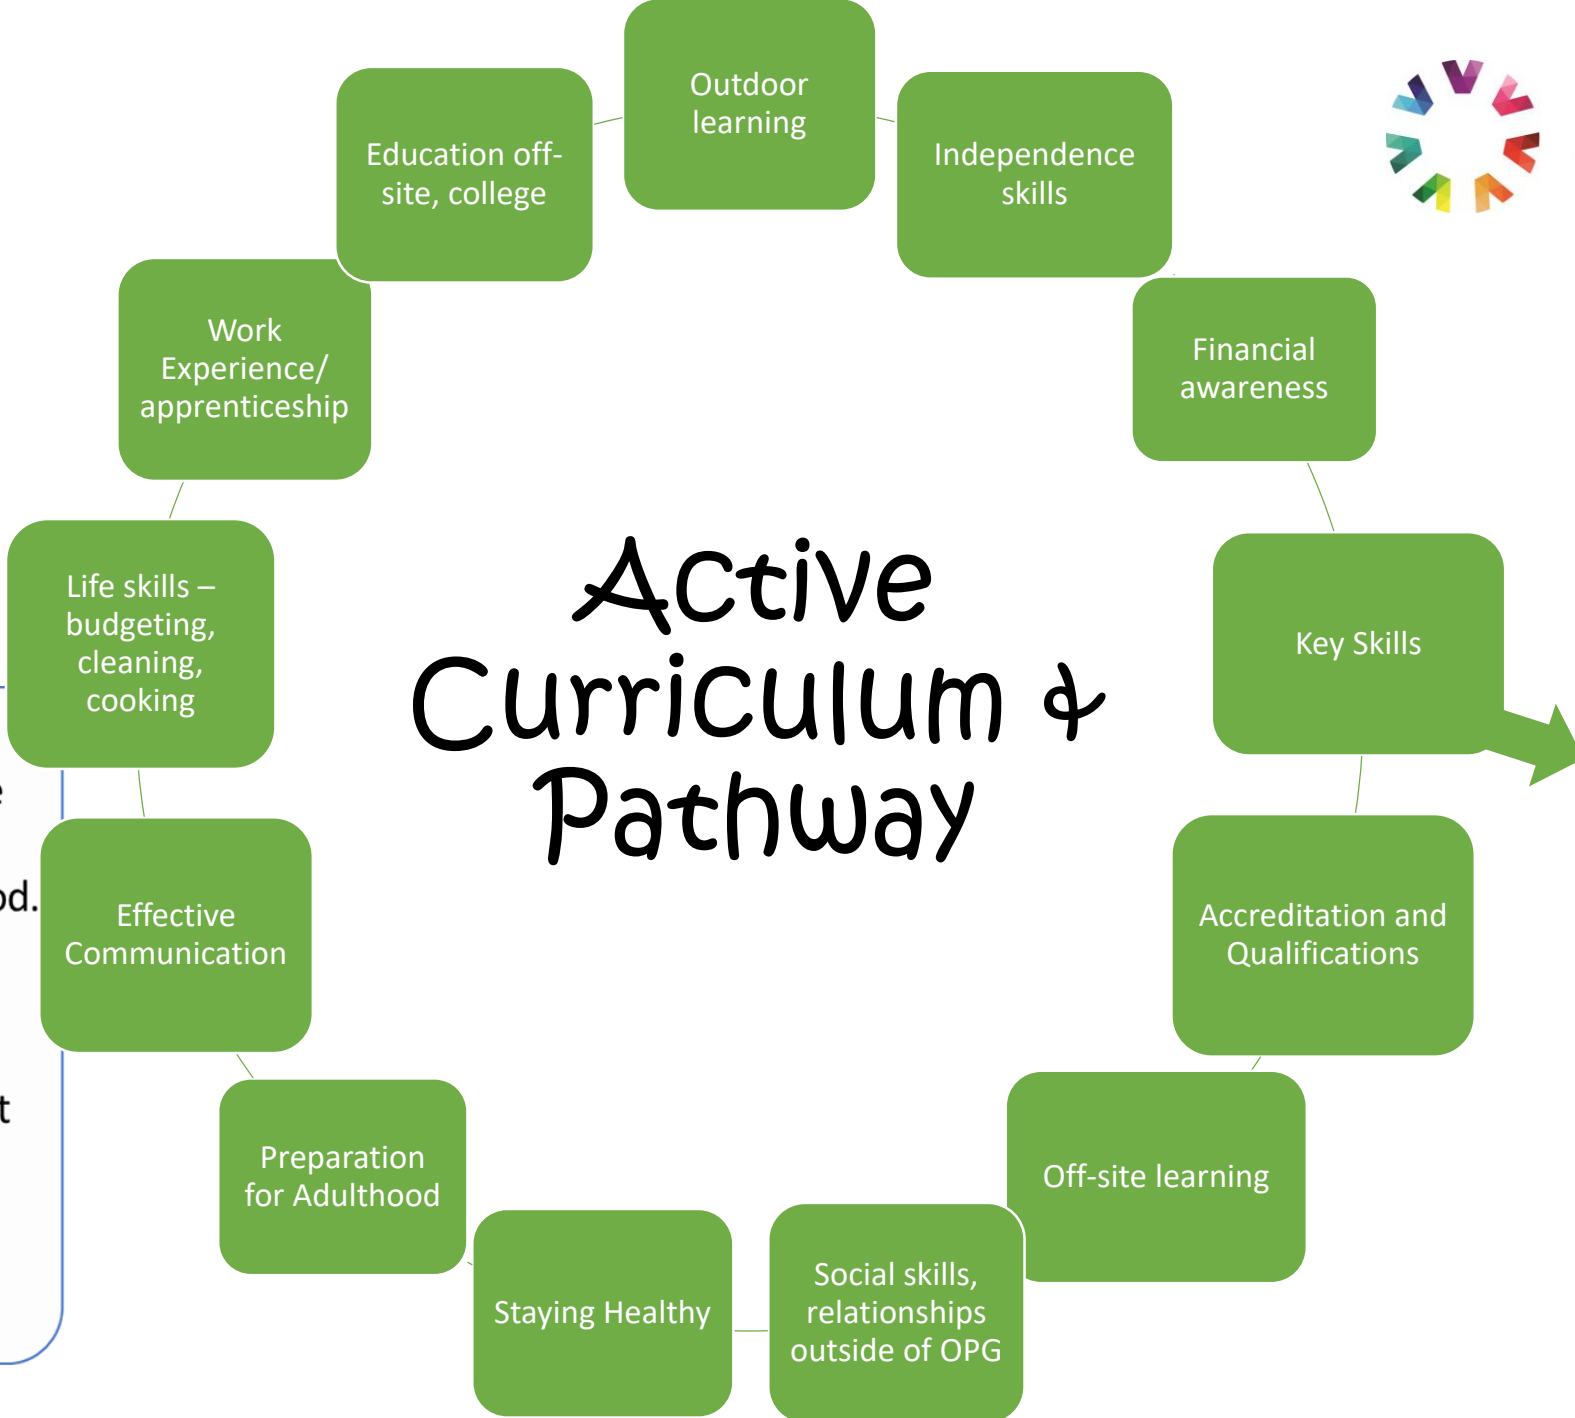 Outdoor
learning
Independence
skills
Financial
awareness
Key Skills
Accreditation and
Qualifications
Off-site learning
Social skills,
relationships
outside of OPG
Staying Healthy
Preparation
for Adulthood
Effective
Communication
Life skills –
budgeting,
cleaning,
cooking
Work
Experience/
apprenticeship
Education off-
site, college
Active
Curriculum &
Pathway